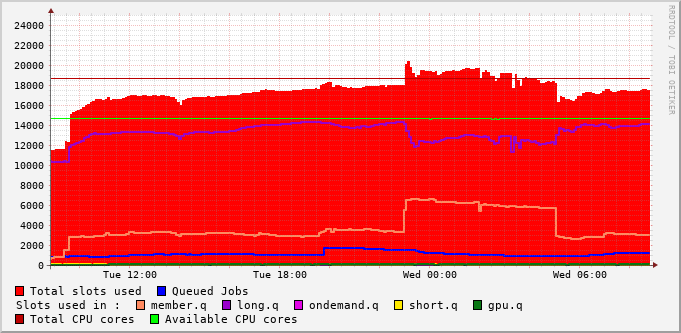 24000
22000
20000
18000
16000
14000
12000
10000
8000
6000
4000
2000
0
Tue 12:00 Tue 18:00 Wed 00:00 Wed 06:00
RRDTOOL / TOBI OETIKER
Total slots used Queued Jobs
Slots used in : member.q long.q ondemand.q short.q gpu.q
Total CPU cores Available CPU cores